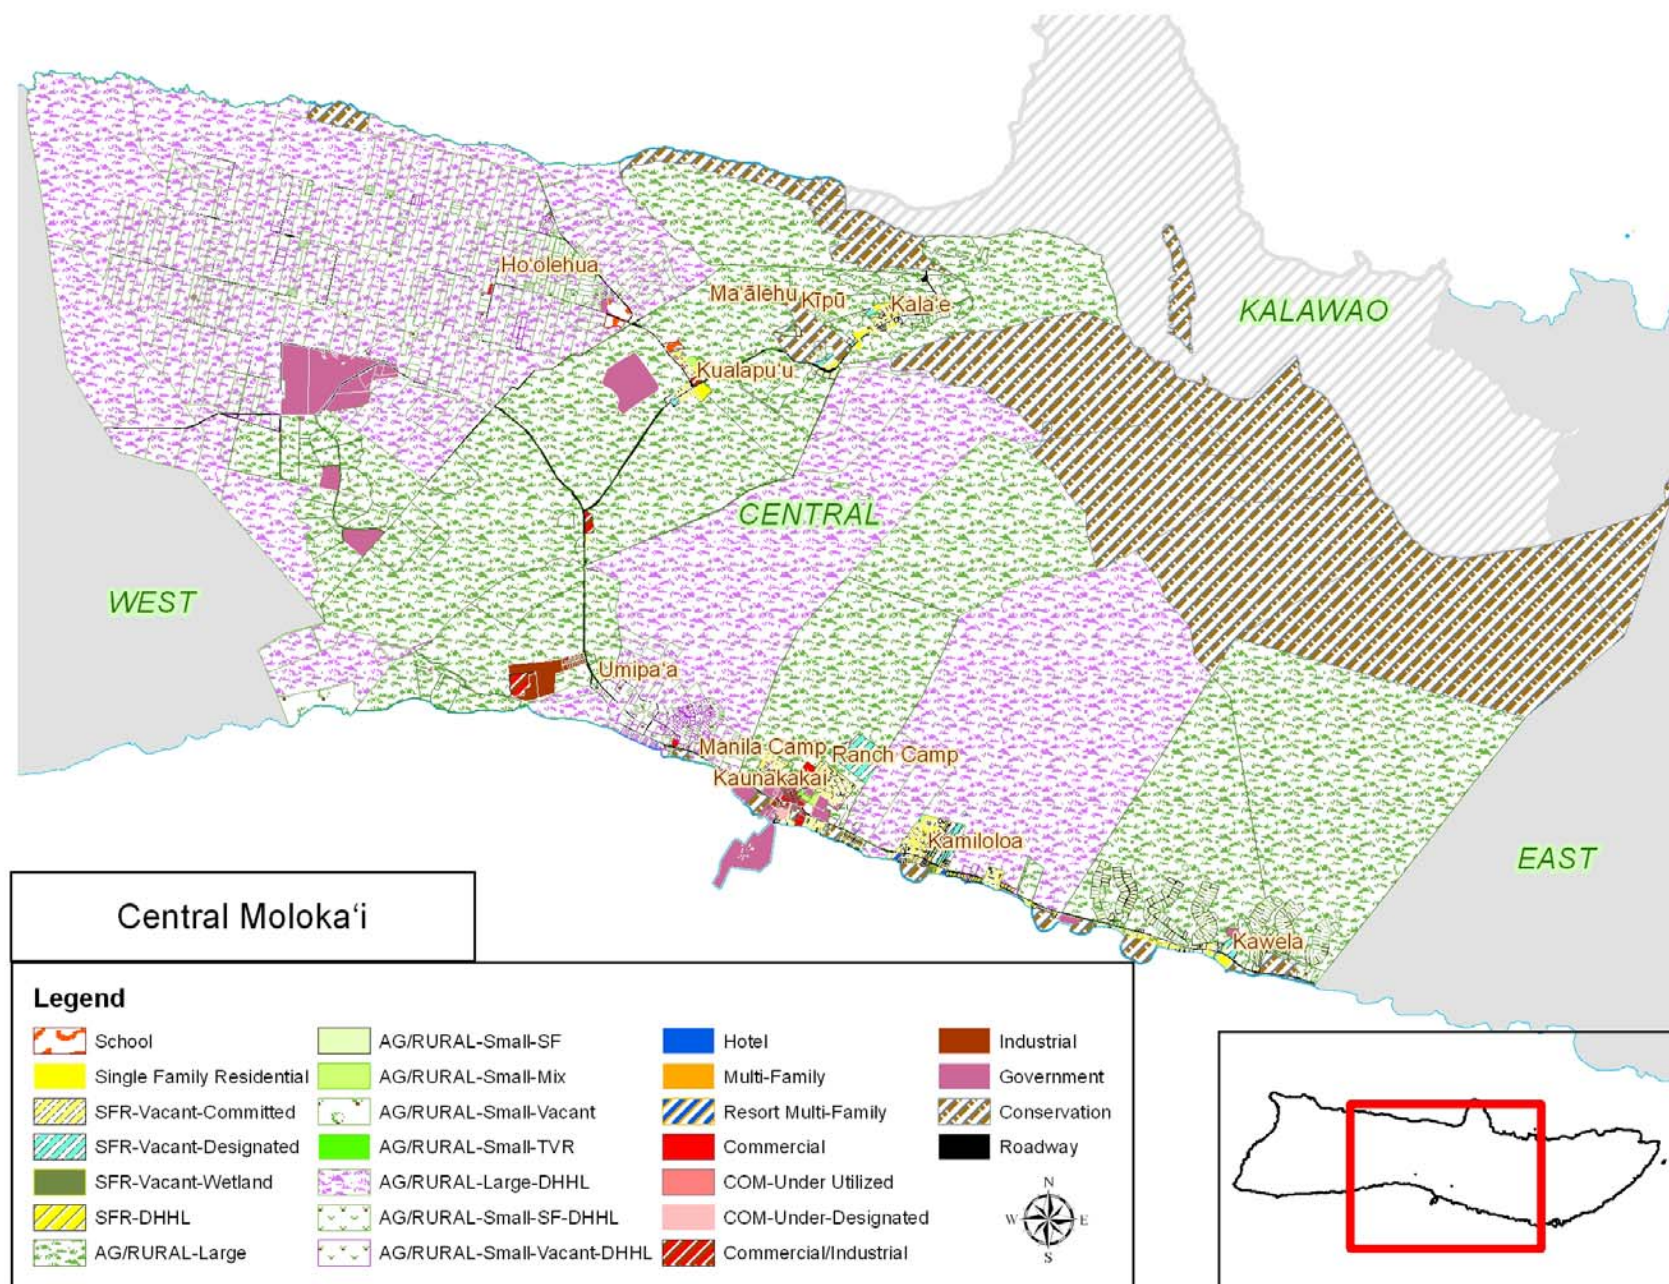 Ho'olehua
Ma'ālehu
Kīpū
Kala'e
KALAWAO
Kualapu'u
CENTRAL
WEST
Umipa'a
Manila Camp
Ranch Camp
Kaunakakai
Kamiloloa
EAST
Kawela
Central Moloka‘i
Legend
School
Single Family Residential
SFR-Vacant-Committed
SFR-Vacant-Designated
SFR-Vacant-Wetland
SFR-DHHL
AG/RURAL-Large
AG/RURAL-Small-SF
AG/RURAL-Small-Mix
AG/RURAL-Small-Vacant
AG/RURAL-Small-TVR
AG/RURAL-Large-DHHL
AG/RURAL-Small-SF-DHHL
AG/RURAL-Small-Vacant-DHHL
Hotel
Multi-Family
Resort Multi-Family
Commercial
COM-Under Utilized
COM-Under-Designated
Commercial/Industrial
Industrial
Government
Conservation
Roadway
N
W E
S